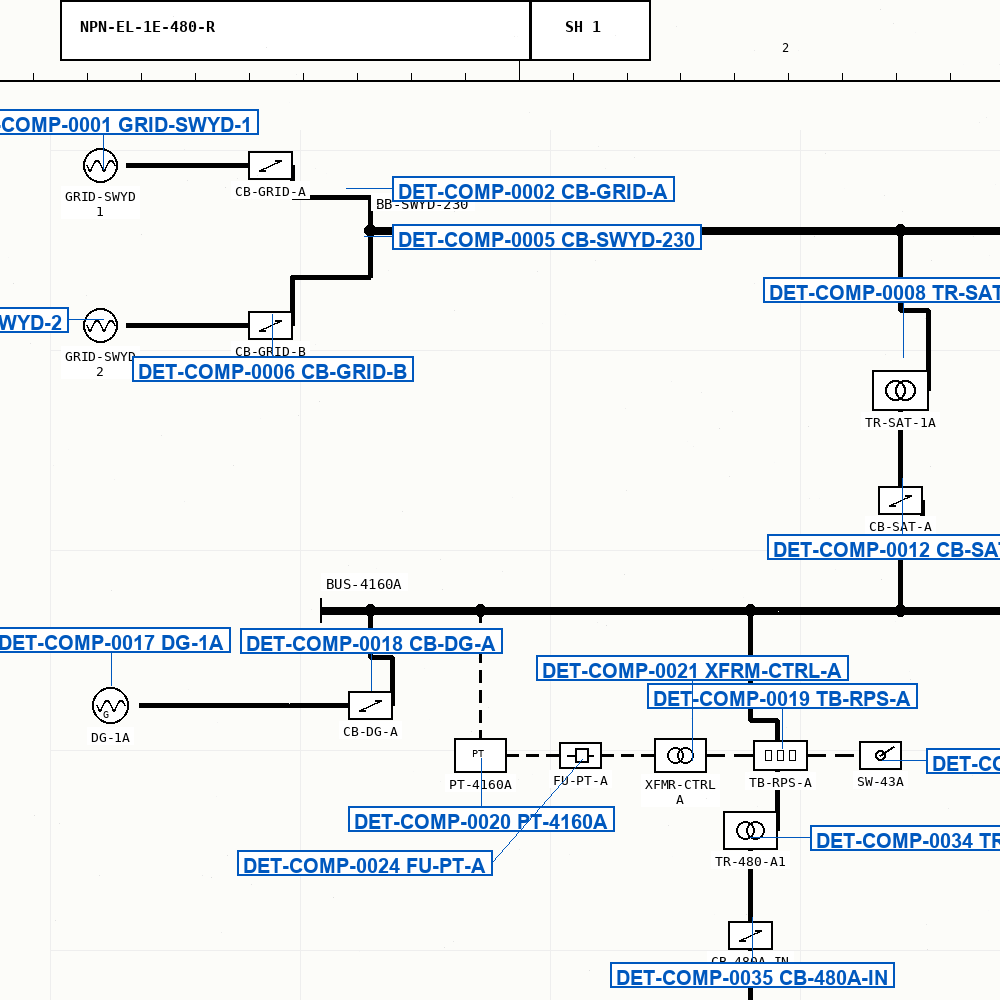 NPN-EL-1E-480-R
SH 1
2
-COMP-0001 GRID-SWYD-1
GRID-SWYD
1
CB-GRID-A
DET-COMP-0002 CB-GRID-A
BB-SWYD-230
DET-COMP-0005 CB-SWYD-230
DET-COMP-0008 TR-SAT
WYD-2
GRID-SWYD
2
CB-GRID-B
DET-COMP-0006 CB-GRID-B
TR-SAT-1A
CB-SAT-A
DET-COMP-0012 CB-SAT
BUS-4160A
DET-COMP-0017 DG-1A
DET-COMP-0018 CB-DG-A
DET-COMP-0021 XFRM-CTRL-A
DET-COMP-0019 TB-RPS-A
G
DG-1A
CB-DG-A
PT
PT-4160A
FU-PT-A
XFMR-CTRL
A
TB-RPS-A
SW-43A
DET-CO
DET-COMP-0020 PT-4160A
DET-COMP-0034 TR
DET-COMP-0024 FU-PT-A
TR-480-A1
CB-480A-IN
DET-COMP-0035 CB-480A-IN